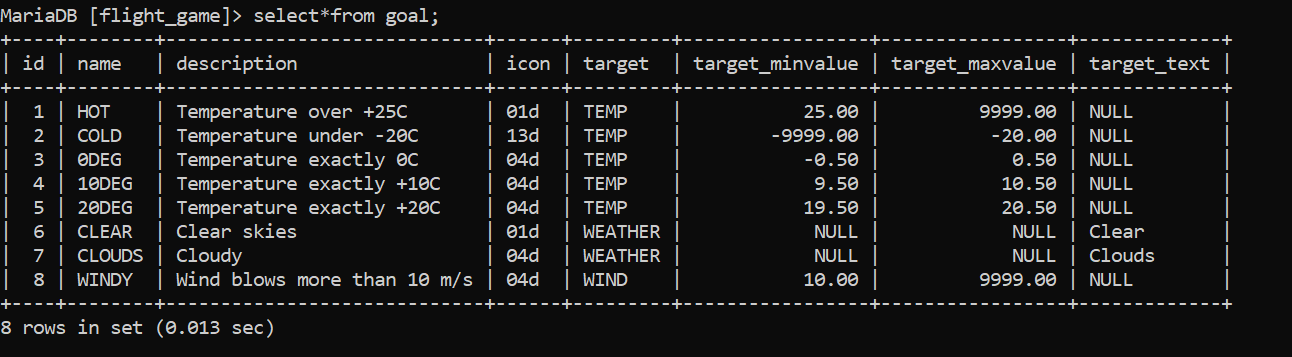 MariaDB [flight_game]> select*from goal;
+----+--------+-----------------------------+------+---------+-----------------+-----------------+-------------+
| id | name   | description                 | icon | target  | target_minvalue | target_maxvalue | target_text |
+----+--------+-----------------------------+------+---------+-----------------+-----------------+-------------+
|  1 | HOT    | Temperature over +25C       | 01d  | TEMP    |           25.00 |         9999.00 | NULL        |
|  2 | COLD   | Temperature under -20C      | 13d  | TEMP    |        -9999.00 |          -20.00 | NULL        |
|  3 | 0DEG   | Temperature exactly 0C      | 04d  | TEMP    |           -0.50 |            0.50 | NULL        |
|  4 | 10DEG  | Temperature exactly +10C    | 04d  | TEMP    |            9.50 |           10.50 | NULL        |
|  5 | 20DEG  | Temperature exactly +20C    | 04d  | TEMP    |           19.50 |           20.50 | NULL        |
|  6 | CLEAR  | Clear skies                 | 01d  | WEATHER |            NULL |            NULL | Clear       |
|  7 | CLOUDS | Cloudy                      | 04d  | WEATHER |            NULL |            NULL | Clouds      |
|  8 | WINDY  | Wind blows more than 10 m/s | 04d  | WIND    |           10.00 |         9999.00 | NULL        |
+----+--------+-----------------------------+------+---------+-----------------+-----------------+-------------+
8 rows in set (0.013 sec)